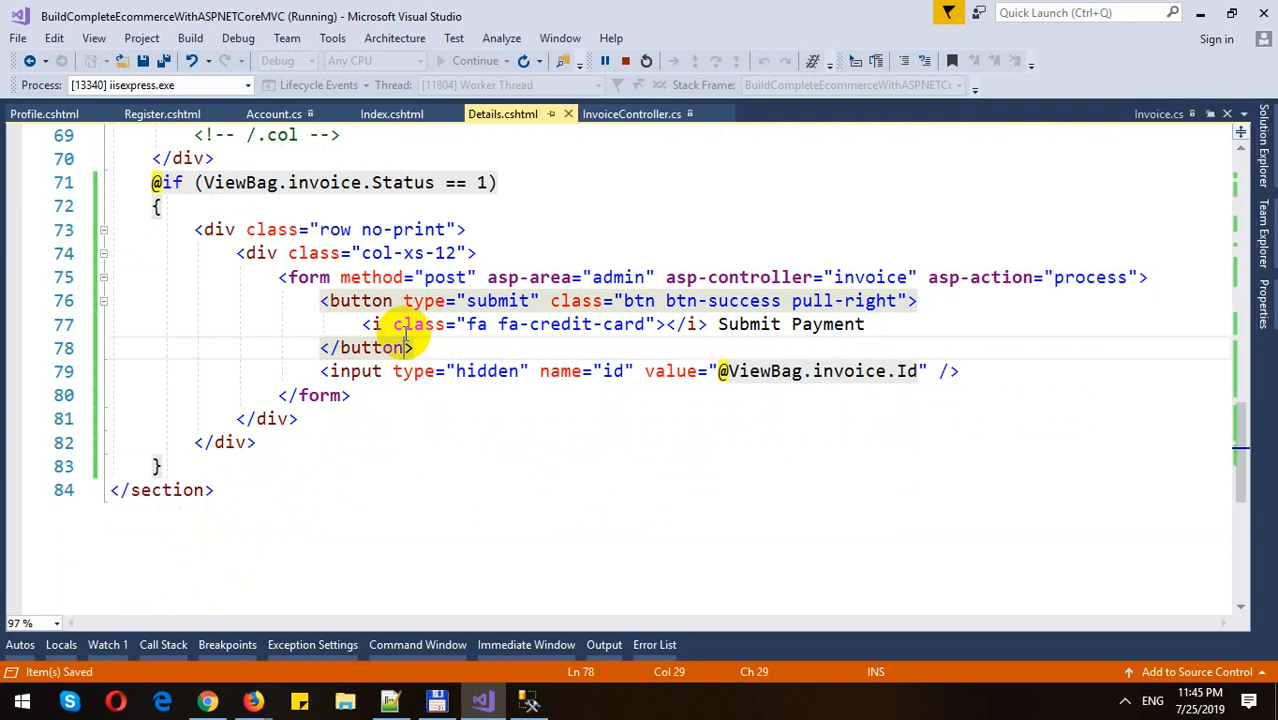 BuildCompleteEcommerceWithASPNETCoreMVC (Running) - Microsoft Visual Studio
Quick Launch (Ctrl+Q)
File Edit View Project Build Debug Team Tools Architecture Test Analyze Window Help
Sign in
Debug Any CPU Continue
Process: [13340] iisexpress.exe Lifecycle Events Thread: [11804] Worker Thread Stack Frame: BuildCompleteEcommerceWithASPNETCoreMVC
Profile.cshtml Register.cshtml Account.cs Index.cshtml Details.cshtml InvoiceController.cs Invoice.cs
69 <!-- /.col -->
70 </div>
71 @if (ViewBag.invoice.Status == 1)
72 {
73 <div class="row no-print">
74 <div class="col-xs-12">
75 <form method="post" asp-area="admin" asp-controller="invoice" asp-action="process">
76 <button type="submit" class="btn btn-success pull-right">
77 <i class="fa fa-credit-card"></i> Submit Payment
78 </button>
79 <input type="hidden" name="id" value="@ViewBag.invoice.Id" />
80 </form>
81 </div>
82 </div>
83 }
84 </section>
Solution Explorer
Team Explorer
Properties
97 %
Autos Locals Watch 1 Call Stack Breakpoints Exception Settings Command Window Immediate Window Output Error List
Item(s) Saved Ln 78 Col 29 Ch 29 INS Add to Source Control
ENG
11:45 PM
7/25/2019